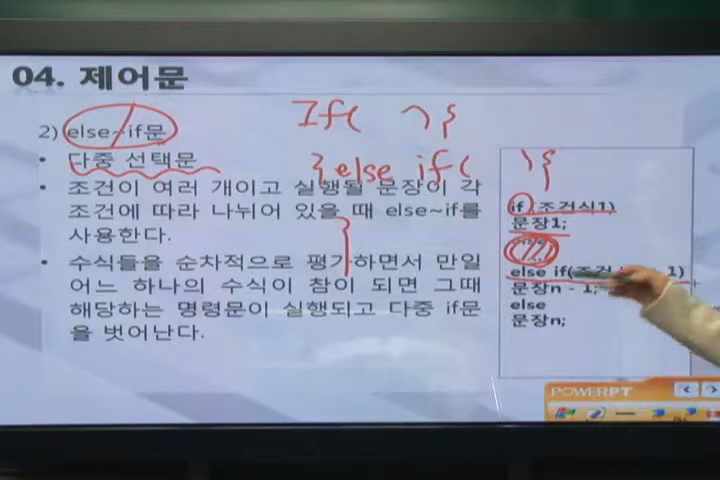 04. 제어문
2) else~if문
If( ){
• 다중 선택문
}else if( ){
• 조건이 여러 개이고 실행될 문장이 각
조건에 따라 나뉘어 있을 때 else~if를
사용한다.
}
• 수식들을 순차적으로 평가하면서 만일
어느 하나의 수식이 참이 되면 그때
해당하는 명령문이 실행되고 다중 if문
을 벗어난다.
if 조건식1)
문장1;
else if(조건 1)
문장n - 1;
else
문장n;
POWERPT